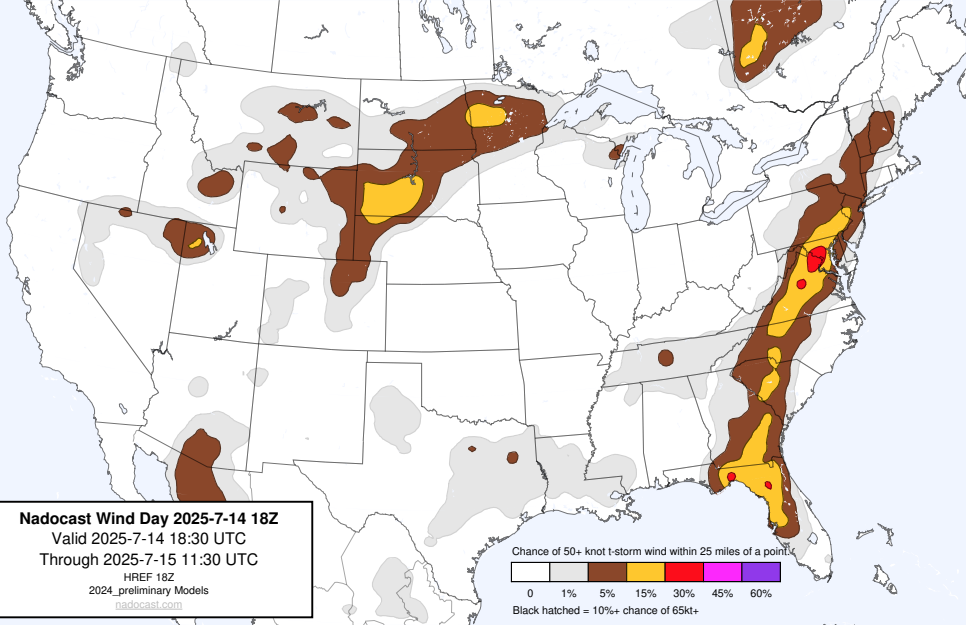 Nadocast Wind Day 2025-7-14 18Z
Valid 2025-7-14 18:30 UTC
Through 2025-7-15 11:30 UTC
HREF 18Z
2024_preliminary Models
nadocast.com
Chance of 50+ knot t-storm wind within 25 miles of a point.
0 1% 5% 15% 30% 45% 60%
Black hatched = 10%+ chance of 65kt+